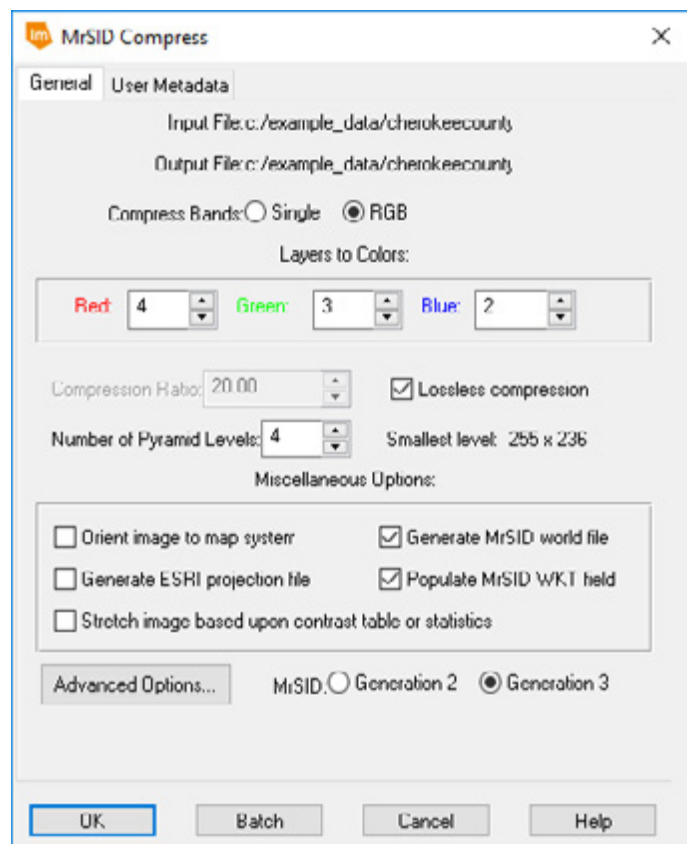 im MrSID Compress
General User Metadata
Input File:c:/example_data/cherokeecounty
Output File:c:/example_data/cherokeecounty
Compress Bands: Single RGB
Layers to Colors:
Red: 4 Green: 3 Blue: 2
Compression Ratio: 20.00 Lossless compression
Number of Pyramid Levels: 4 Smallest level: 255 x 236
Miscellaneous Options:
Orient image to map system Generate MrSID world file
Generate ESRI projection file Populate MrSID WKT field
Stretch image based upon contrast table or statistics
Advanced Options... MrSID: Generation 2 Generation 3
OK Batch Cancel Help